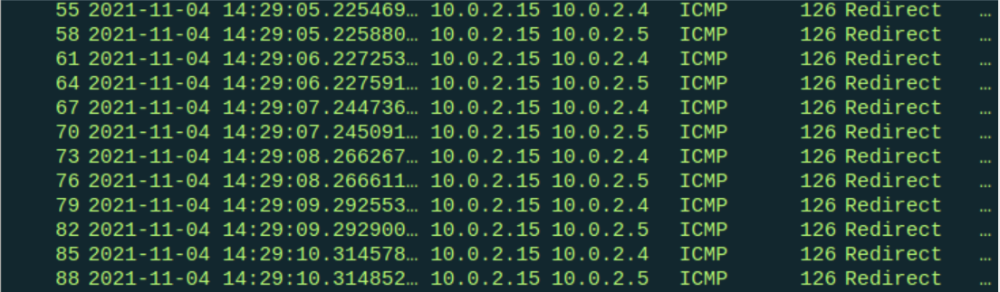 55 2021-11-04 14:29:05.225469… 10.0.2.15 10.0.2.4 ICMP 126 Redirect …
58 2021-11-04 14:29:05.225880… 10.0.2.15 10.0.2.5 ICMP 126 Redirect …
61 2021-11-04 14:29:06.227253… 10.0.2.15 10.0.2.4 ICMP 126 Redirect …
64 2021-11-04 14:29:06.227591… 10.0.2.15 10.0.2.5 ICMP 126 Redirect …
67 2021-11-04 14:29:07.244736… 10.0.2.15 10.0.2.4 ICMP 126 Redirect …
70 2021-11-04 14:29:07.245091… 10.0.2.15 10.0.2.5 ICMP 126 Redirect …
73 2021-11-04 14:29:08.266267… 10.0.2.15 10.0.2.4 ICMP 126 Redirect …
76 2021-11-04 14:29:08.266611… 10.0.2.15 10.0.2.5 ICMP 126 Redirect …
79 2021-11-04 14:29:09.292553… 10.0.2.15 10.0.2.4 ICMP 126 Redirect …
82 2021-11-04 14:29:09.292900… 10.0.2.15 10.0.2.5 ICMP 126 Redirect …
85 2021-11-04 14:29:10.314578… 10.0.2.15 10.0.2.4 ICMP 126 Redirect …
88 2021-11-04 14:29:10.314852… 10.0.2.15 10.0.2.5 ICMP 126 Redirect …